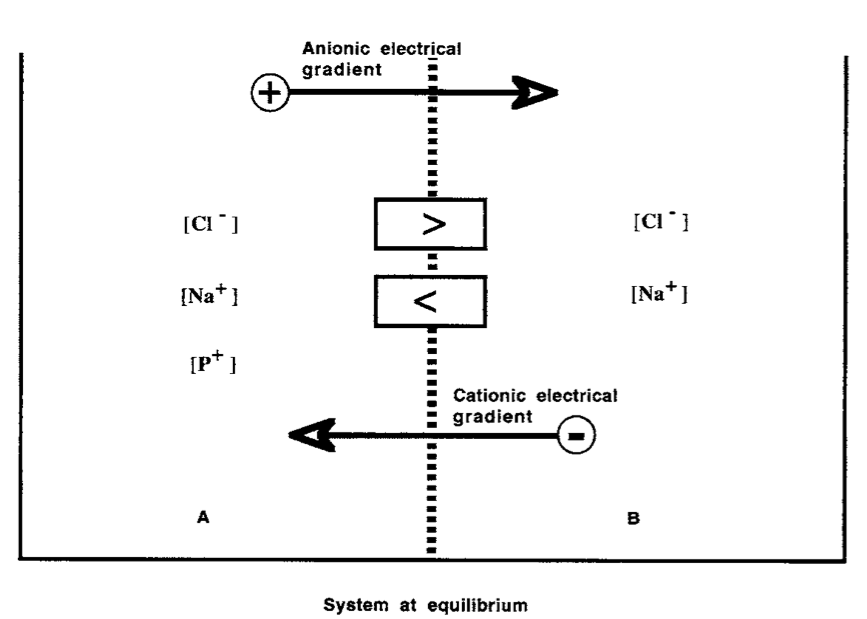 Anionic electrical
gradient
+
[Cl⁻] > [Cl⁻]
[Na⁺] < [Na⁺]
[P⁺]
Cationic electrical
gradient
-
A B
System at equilibrium